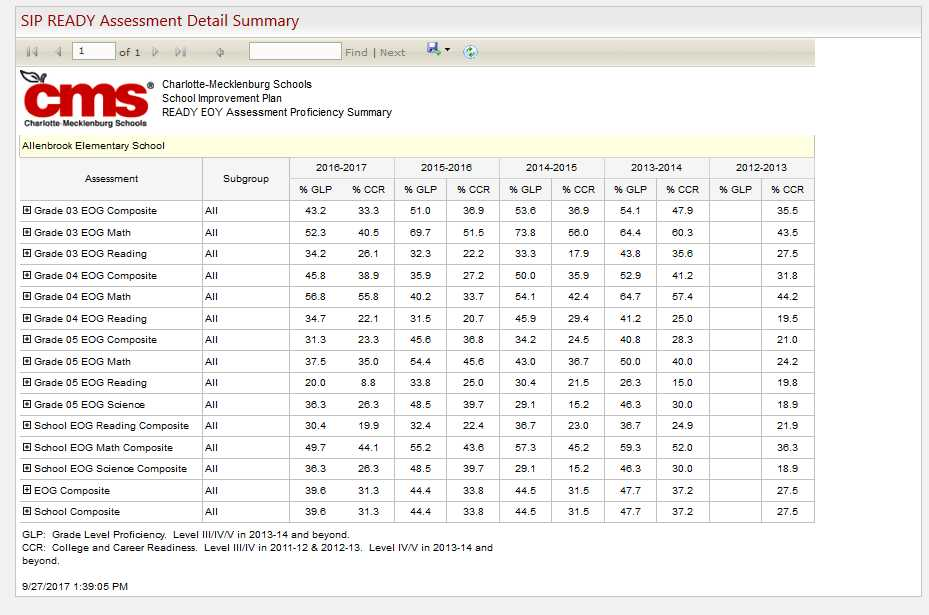 SIP READY Assessment Detail Summary
1 of 1 Find | Next
cms®
Charlotte-Mecklenburg Schools
Charlotte-Mecklenburg Schools
School Improvement Plan
READY EOY Assessment Proficiency Summary
Allenbrook Elementary School
Assessment Subgroup 2016-2017 2015-2016 2014-2015 2013-2014 2012-2013
% GLP % CCR % GLP % CCR % GLP % CCR % GLP % CCR % GLP % CCR
Grade 03 EOG Composite All 43.2 33.3 51.0 36.9 53.6 36.9 54.1 47.9 35.5
Grade 03 EOG Math All 52.3 40.5 69.7 51.5 73.8 56.0 64.4 60.3 43.5
Grade 03 EOG Reading All 34.2 26.1 32.3 22.2 33.3 17.9 43.8 35.6 27.5
Grade 04 EOG Composite All 45.8 38.9 35.9 27.2 50.0 35.9 52.9 41.2 31.8
Grade 04 EOG Math All 56.8 55.8 40.2 33.7 54.1 42.4 64.7 57.4 44.2
Grade 04 EOG Reading All 34.7 22.1 31.5 20.7 45.9 29.4 41.2 25.0 19.5
Grade 05 EOG Composite All 31.3 23.3 45.6 36.8 34.2 24.5 40.8 28.3 21.0
Grade 05 EOG Math All 37.5 35.0 54.4 45.6 43.0 36.7 50.0 40.0 24.2
Grade 05 EOG Reading All 20.0 8.8 33.8 25.0 30.4 21.5 26.3 15.0 19.8
Grade 05 EOG Science All 36.3 26.3 48.5 39.7 29.1 15.2 46.3 30.0 18.9
School EOG Reading Composite All 30.4 19.9 32.4 22.4 36.7 23.0 36.7 24.9 21.9
School EOG Math Composite All 49.7 44.1 55.2 43.6 57.3 45.2 59.3 52.0 36.3
School EOG Science Composite All 36.3 26.3 48.5 39.7 29.1 15.2 46.3 30.0 18.9
EOG Composite All 39.6 31.3 44.4 33.8 44.5 31.5 47.7 37.2 27.5
School Composite All 39.6 31.3 44.4 33.8 44.5 31.5 47.7 37.2 27.5
GLP: Grade Level Proficiency. Level III/IV/V in 2013-14 and beyond.
CCR: College and Career Readiness. Level III/IV in 2011-12 & 2012-13. Level IV/V in 2013-14 and
beyond.
9/27/2017 1:39:05 PM